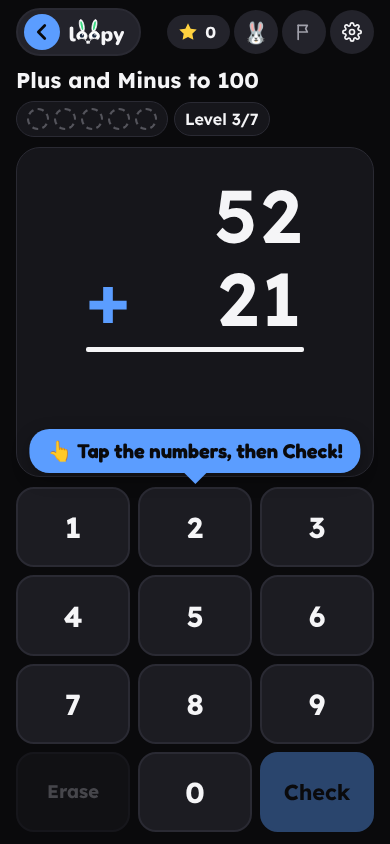 loopy
0
Plus and Minus to 100
Level 3/7
52
+ 21
👆 Tap the numbers, then Check!
1 2 3
4 5 6
7 8 9
Erase 0 Check